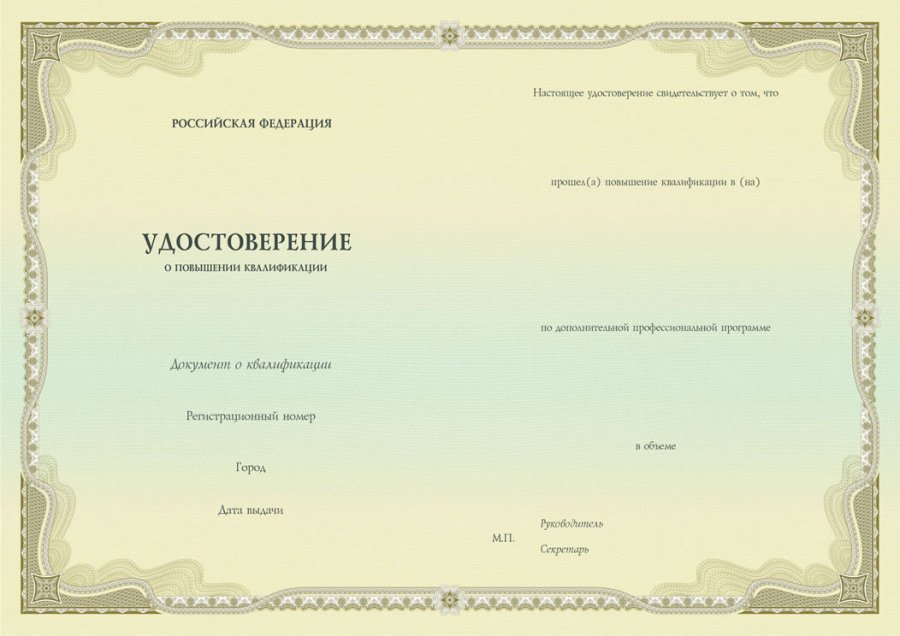 РОССИЙСКАЯ ФЕДЕРАЦИЯ
УДОСТОВЕРЕНИЕ
О ПОВЫШЕНИИ КВАЛИФИКАЦИИ
Документ о квалификации
Регистрационный номер
Город
Дата выдачи
Настоящее удостоверение свидетельствует о том, что
прошел(а) повышение квалификации в (на)
по дополнительной профессиональной программе
в объеме
М.П.
Руководитель
Секретарь